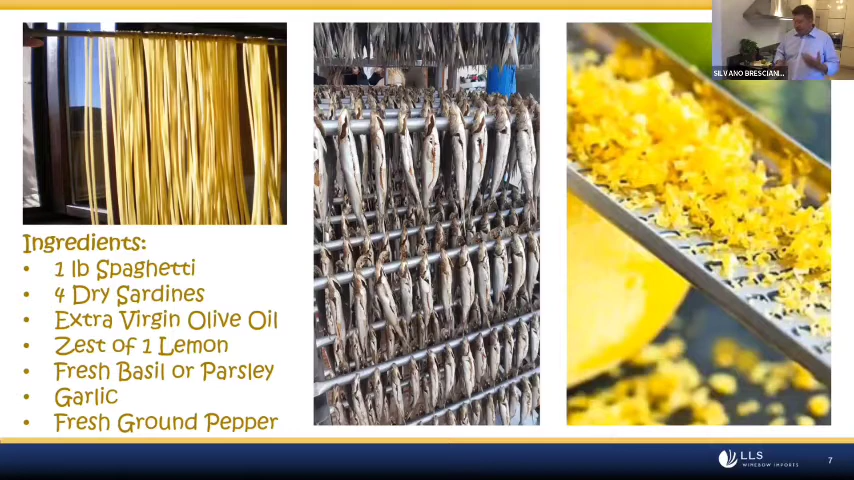 SILVANO BRESCIANI...
Ingredients:
• 1 lb Spaghetti
• 4 Dry Sardines
• Extra Virgin Olive Oil
• Zest of 1 Lemon
• Fresh Basil or Parsley
• Garlic
• Fresh Ground Pepper
LLS
WINEBOW IMPORTS
7